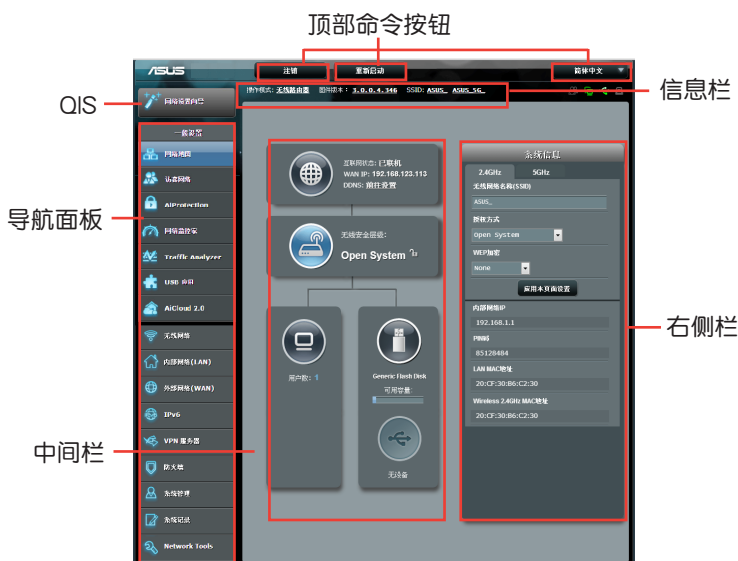 顶部命令按钮
ASUS
注销
重新启动
简体中文
操作模式: 无线路由器 固件版本: 3.0.0.4.346 SSID: ASUS_ ASUS_5G_
信息栏
QIS
网络设置向导
一般设置
网络地图
访客网络
AiProtection
网络监控家
Traffic Analyzer
USB 应用
AiCloud 2.0
无线网络
内部网络(LAN)
外部网络(WAN)
IPv6
VPN 服务器
防火墙
系统管理
系统记录
Network Tools
导航面板
中间栏
互联网状态: 已联机
WAN IP: 192.168.123.113
DDNS: 前往设置
无线安全层级:
Open System
用户数: 1
Generic Flash Disk
可用容量:
无设备
系统信息
2.4GHz 5GHz
无线网络名称(SSID)
ASUS_
授权方式
Open System
WEP加密
None
应用本页面设置
内部网络IP
192.168.1.1
PIN码
85128484
LAN MAC地址
20:CF:30:B6:C2:30
Wireless 2.4GHz MAC地址
20:CF:30:B6:C2:30
右侧栏